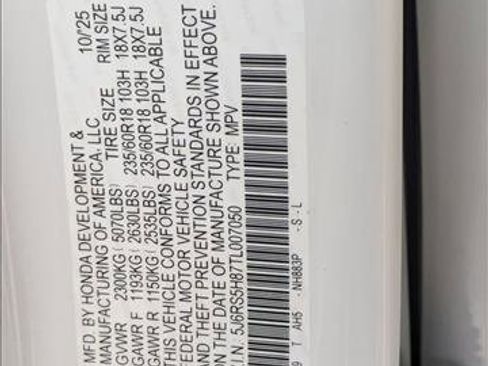 MFD. BY HONDA DEVELOPMENT & 10/'25
MANUFACTURING OF AMERICA, LLC
TIRE SIZE RIM SIZE
GVWR 2300KG ( 5070LBS) 235/60R18 103H 18X7.5J
GAWR F 1193KG ( 2630LBS) 235/60R18 103H 18X7.5J
GAWR R 1150KG ( 2535LBS)
THIS VEHICLE CONFORMS TO ALL APPLICABLE
FEDERAL MOTOR VEHICLE SAFETY
AND THEFT PREVENTION STANDARDS IN EFFECT
ON THE DATE OF MANUFACTURE SHOWN ABOVE.
V.I.N. 5J6RS5H87TL007050 TYPE: MPV
9 T AH5 - NH883P - S - L